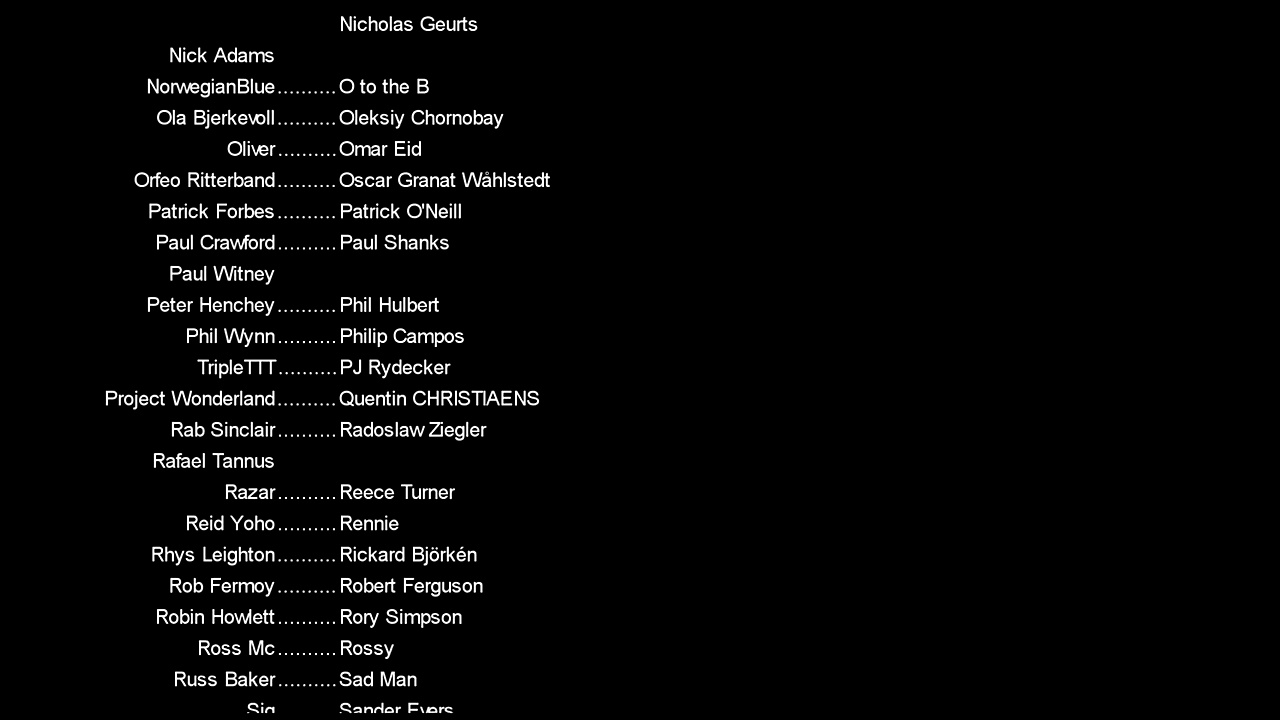 Nicholas Geurts
Nick Adams
NorwegianBlue..........O to the B
Ola Bjerkevoll..........Oleksiy Chornobay
Oliver..........Omar Eid
Orfeo Ritterband..........Oscar Granat Wåhlstedt
Patrick Forbes..........Patrick O'Neill
Paul Crawford..........Paul Shanks
Paul Witney
Peter Henchey..........Phil Hulbert
Phil Wynn..........Philip Campos
TripleTTT..........PJ Rydecker
Project Wonderland..........Quentin CHRISTIAENS
Rab Sinclair..........Radoslaw Ziegler
Rafael Tannus
Razar..........Reece Turner
Reid Yoho..........Rennie
Rhys Leighton..........Rickard Björkén
Rob Fermoy..........Robert Ferguson
Robin Howlett..........Rory Simpson
Ross Mc..........Rossy
Russ Baker..........Sad Man
Sander Evers